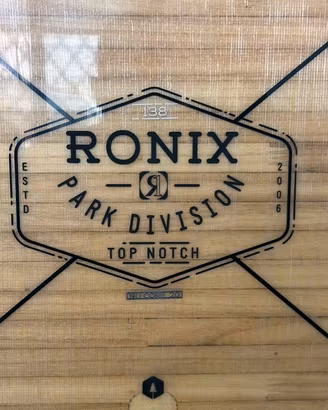 138
RONIX
ESTD
2006
R
PARK DIVISION
TOP NOTCH